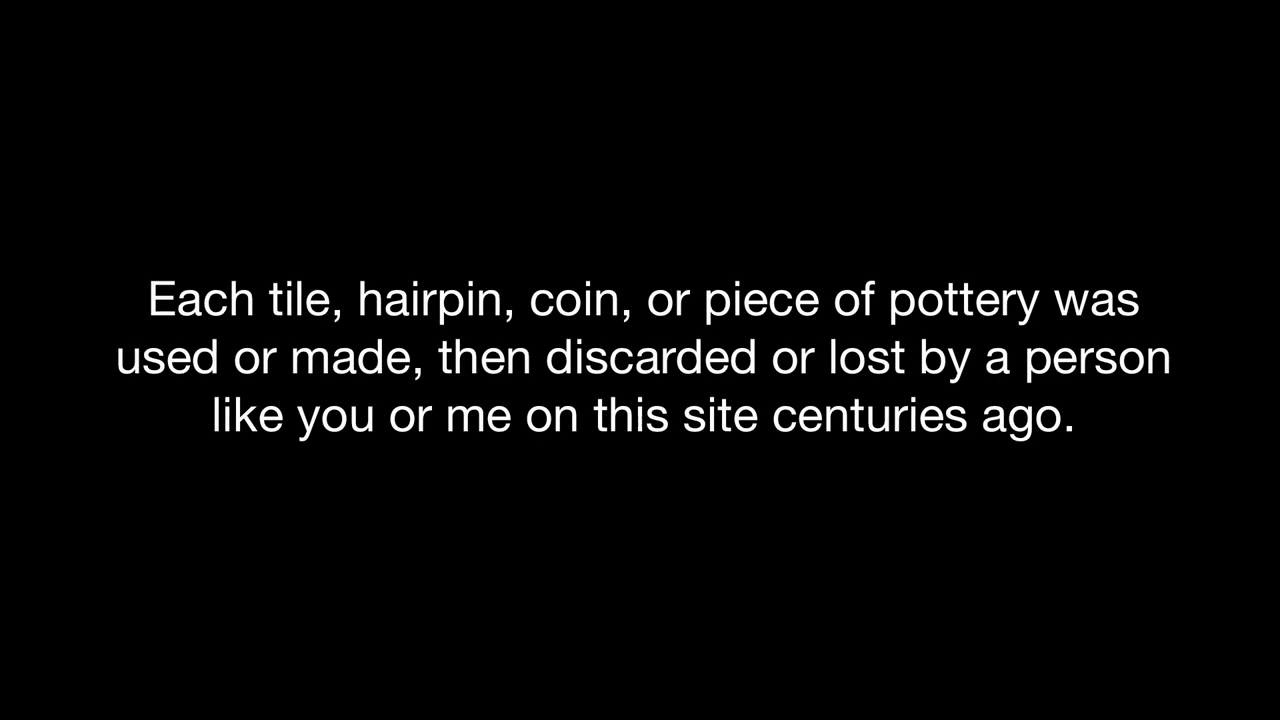 Each tile, hairpin, coin, or piece of pottery was
used or made, then discarded or lost by a person
like you or me on this site centuries ago.